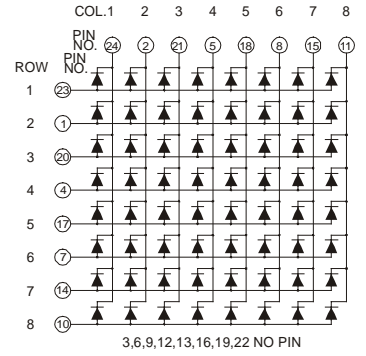 COL.1 2 3 4 5 6 7 8
PIN NO. 24 2 21 5 18 8 15 11
ROW PIN NO.
1 23
2 1
3 20
4 4
5 17
6 7
7 14
8 10
3,6,9,12,13,16,19,22 NO PIN